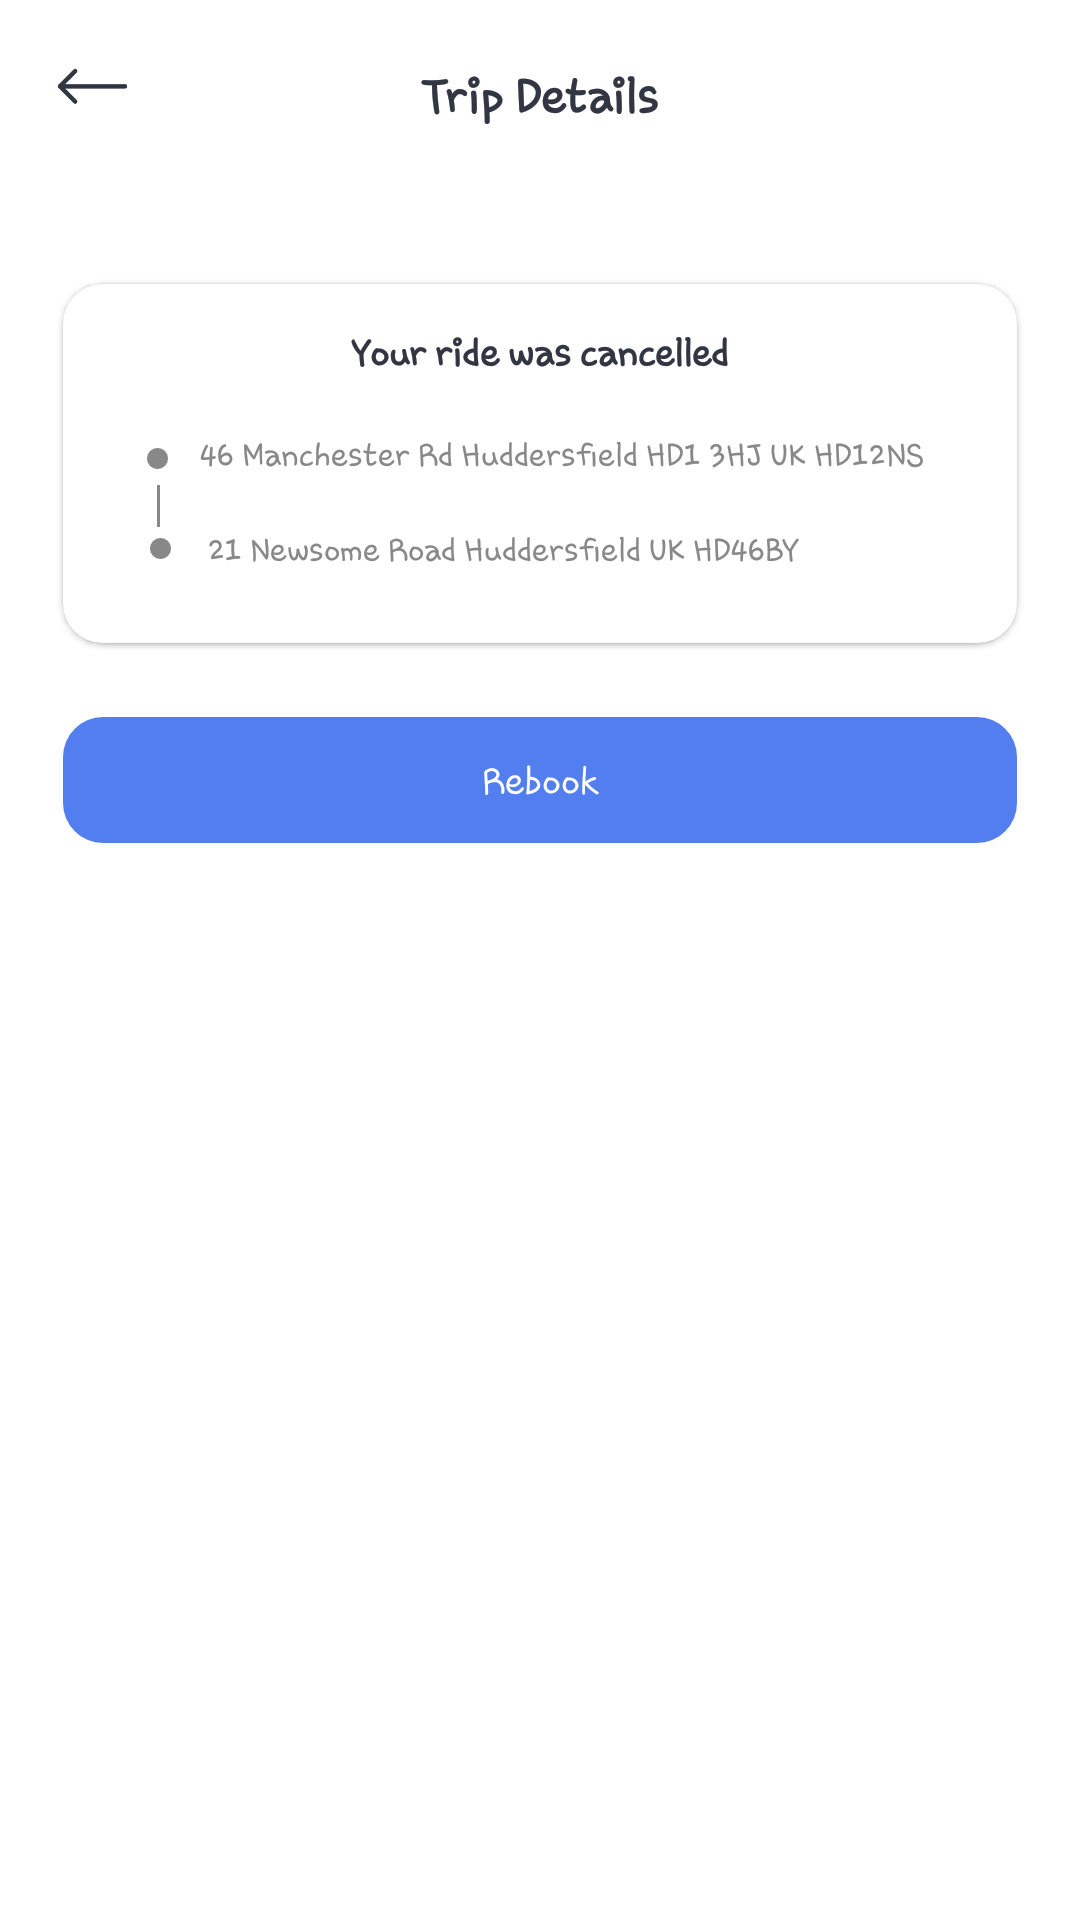 Trip Details
Your ride was cancelled
46 Manchester Rd Huddersfield HD1 3HJ UK HD12NS
21 Newsome Road Huddersfield UK HD46BY
Rebook